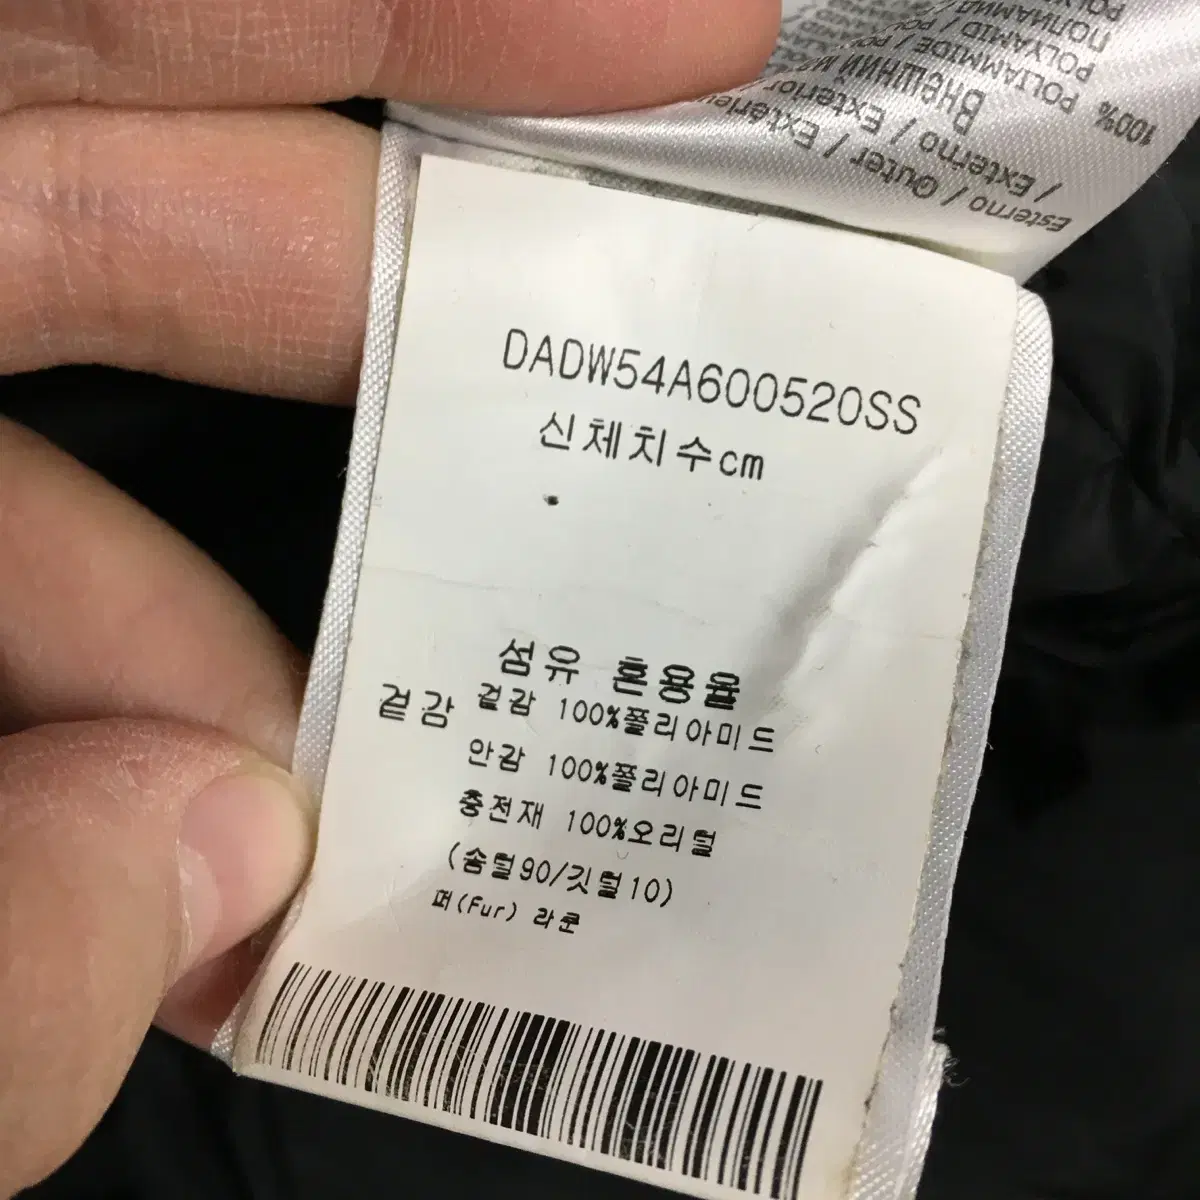 Esterno / Outer / Exterieur
/ Externo / Exterior
Внешний
100% POLIAMMIDE
POLYAMID
DADW54A600520SS
신체치수cm
섬유 혼용율
겉감 겉감 100%폴리아미드
안감 100%폴리아미드
충전재 100%오리털
(솜털90/깃털10)
퍼(Fur) 라쿤